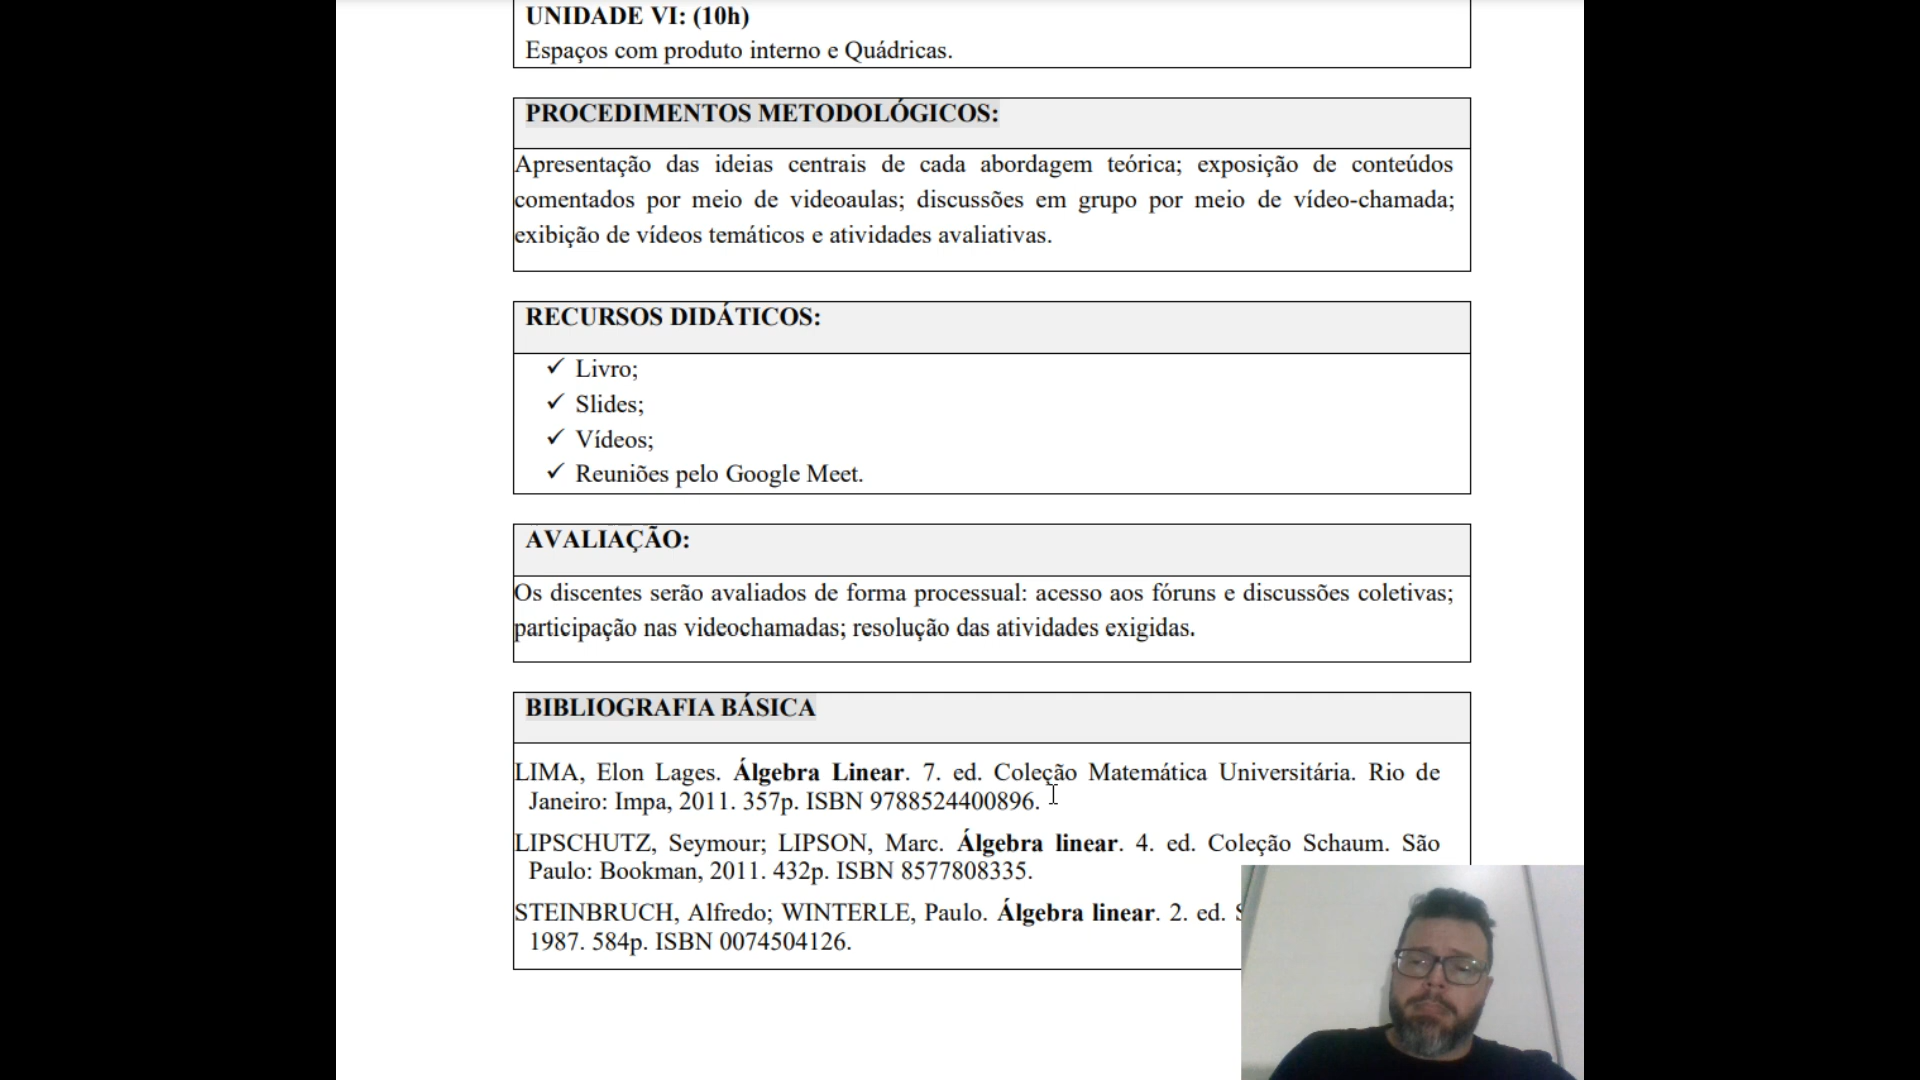 UNIDADE VI: (10h)
Espaços com produto interno e Quádricas.
PROCEDIMENTOS METODOLÓGICOS:
Apresentação das ideias centrais de cada abordagem teórica; exposição de conteúdos
comentados por meio de videoaulas; discussões em grupo por meio de vídeo-chamada;
exibição de vídeos temáticos e atividades avaliativas.
RECURSOS DIDÁTICOS:
✓ Livro;
✓ Slides;
✓ Vídeos;
✓ Reuniões pelo Google Meet.
AVALIAÇÃO:
Os discentes serão avaliados de forma processual: acesso aos fóruns e discussões coletivas;
participação nas videochamadas; resolução das atividades exigidas.
BIBLIOGRAFIA BÁSICA
LIMA, Elon Lages. Álgebra Linear. 7. ed. Coleção Matemática Universitária. Rio de
Janeiro: Impa, 2011. 357p. ISBN 9788524400896.
LIPSCHUTZ, Seymour; LIPSON, Marc. Álgebra linear. 4. ed. Coleção Schaum. São
Paulo: Bookman, 2011. 432p. ISBN 8577808335.
STEINBRUCH, Alfredo; WINTERLE, Paulo. Álgebra linear. 2. ed.
1987. 584p. ISBN 0074504126.